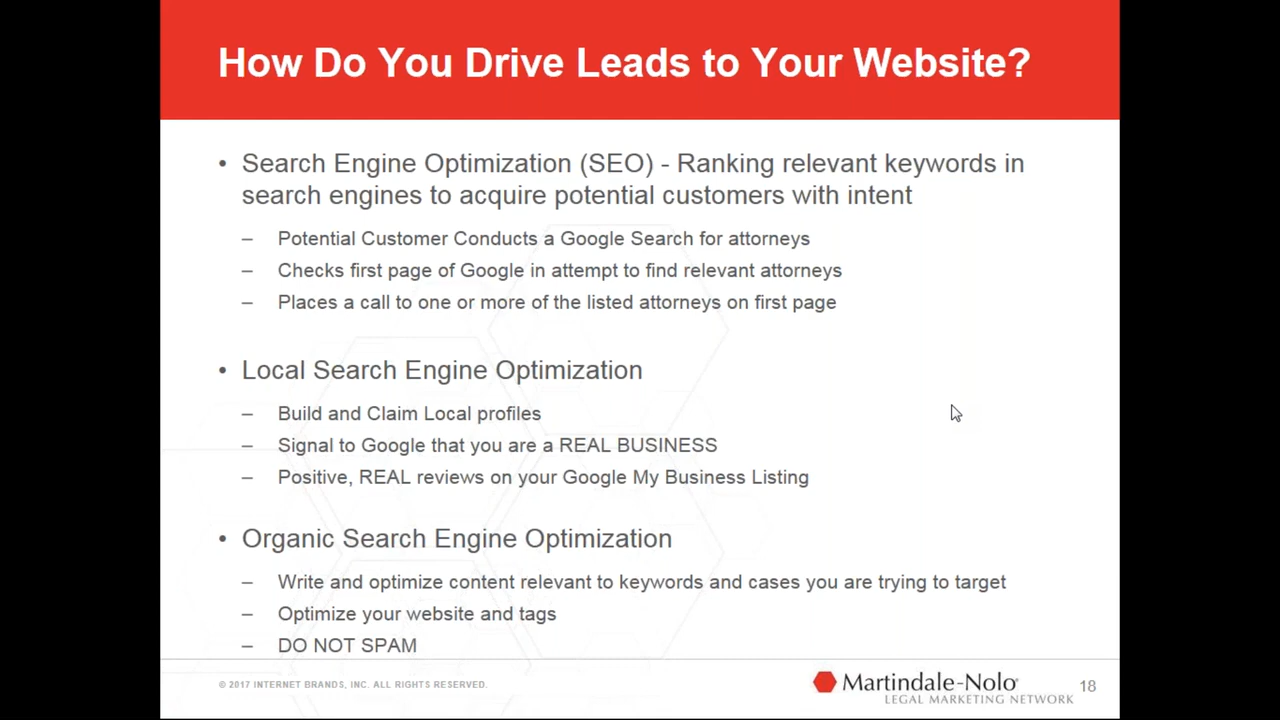 How Do You Drive Leads to Your Website?
• Search Engine Optimization (SEO) - Ranking relevant keywords in
search engines to acquire potential customers with intent
– Potential Customer Conducts a Google Search for attorneys
– Checks first page of Google in attempt to find relevant attorneys
– Places a call to one or more of the listed attorneys on first page
• Local Search Engine Optimization
– Build and Claim Local profiles
– Signal to Google that you are a REAL BUSINESS
– Positive, REAL reviews on your Google My Business Listing
• Organic Search Engine Optimization
– Write and optimize content relevant to keywords and cases you are trying to target
– Optimize your website and tags
– DO NOT SPAM
© 2017 INTERNET BRANDS, INC. ALL RIGHTS RESERVED.
Martindale-Nolo®
LEGAL MARKETING NETWORK
18